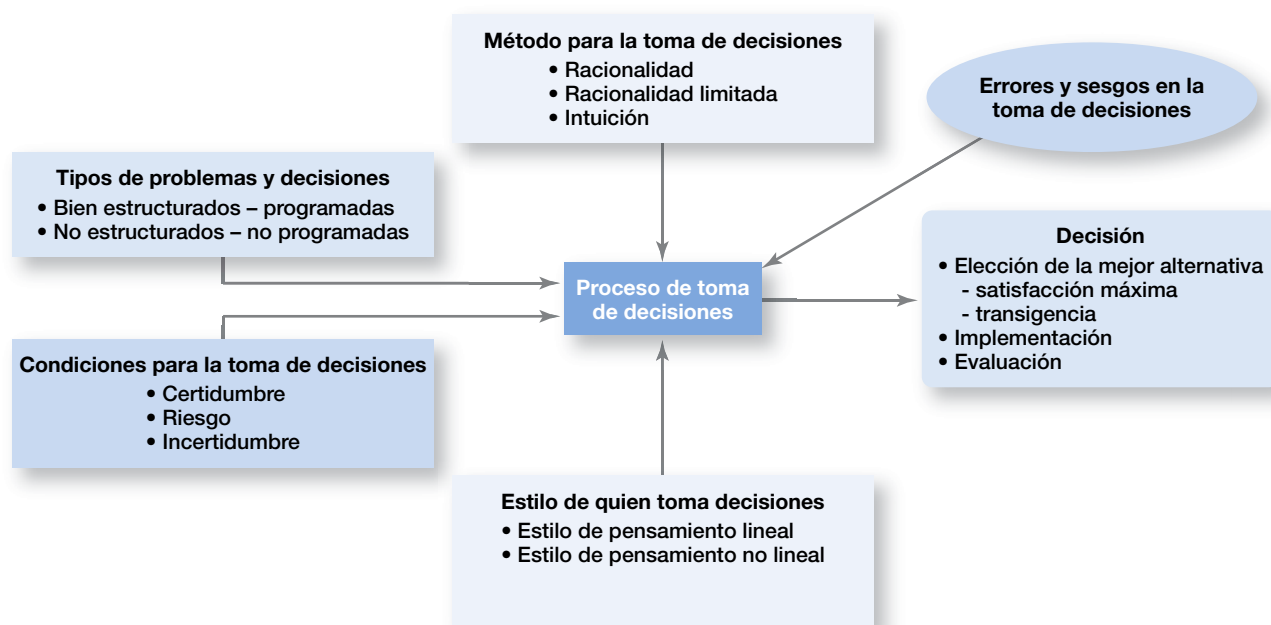 Método para la toma de decisiones
• Racionalidad
• Racionalidad limitada
• Intuición
Errores y sesgos en la
toma de decisiones
Tipos de problemas y decisiones
• Bien estructurados – programadas
• No estructurados – no programadas
Proceso de toma
de decisiones
Decisión
• Elección de la mejor alternativa
- satisfacción máxima
- transigencia
• Implementación
• Evaluación
Condiciones para la toma de decisiones
• Certidumbre
• Riesgo
• Incertidumbre
Estilo de quien toma decisiones
• Estilo de pensamiento lineal
• Estilo de pensamiento no lineal